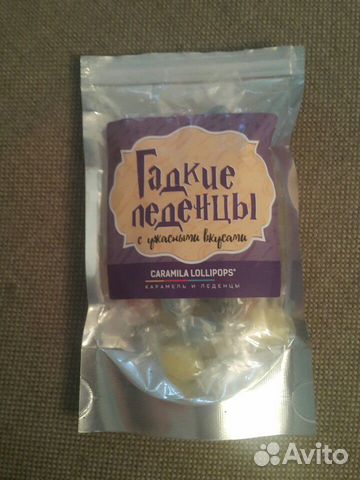 Гадкие
леденцы
с ужасными вкусами
CARAMILA LOLLIPOPS®
КАРАМЕЛЬ И ЛЕДЕНЦЫ
Avito